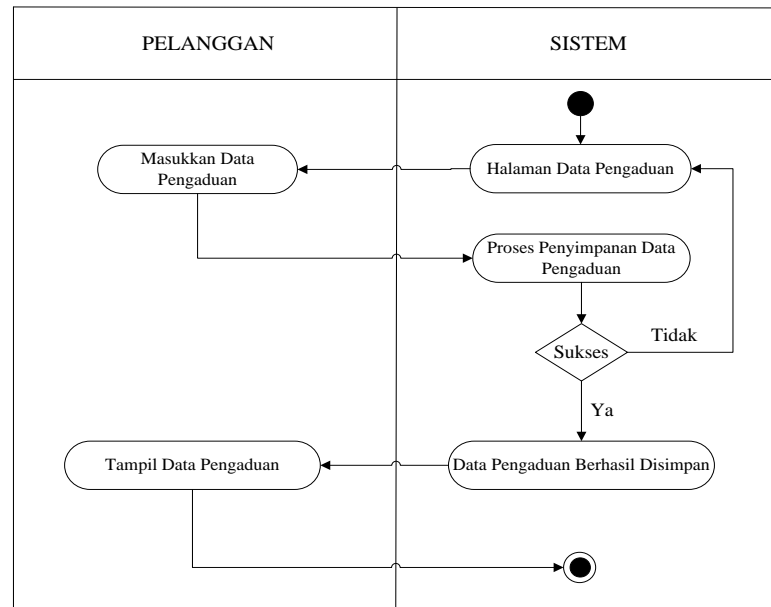 PELANGGAN
SISTEM
Masukkan Data
Pengaduan
Halaman Data Pengaduan
Proses Penyimpanan Data
Pengaduan
Sukses
Tidak
Ya
Tampil Data Pengaduan
Data Pengaduan Berhasil Disimpan